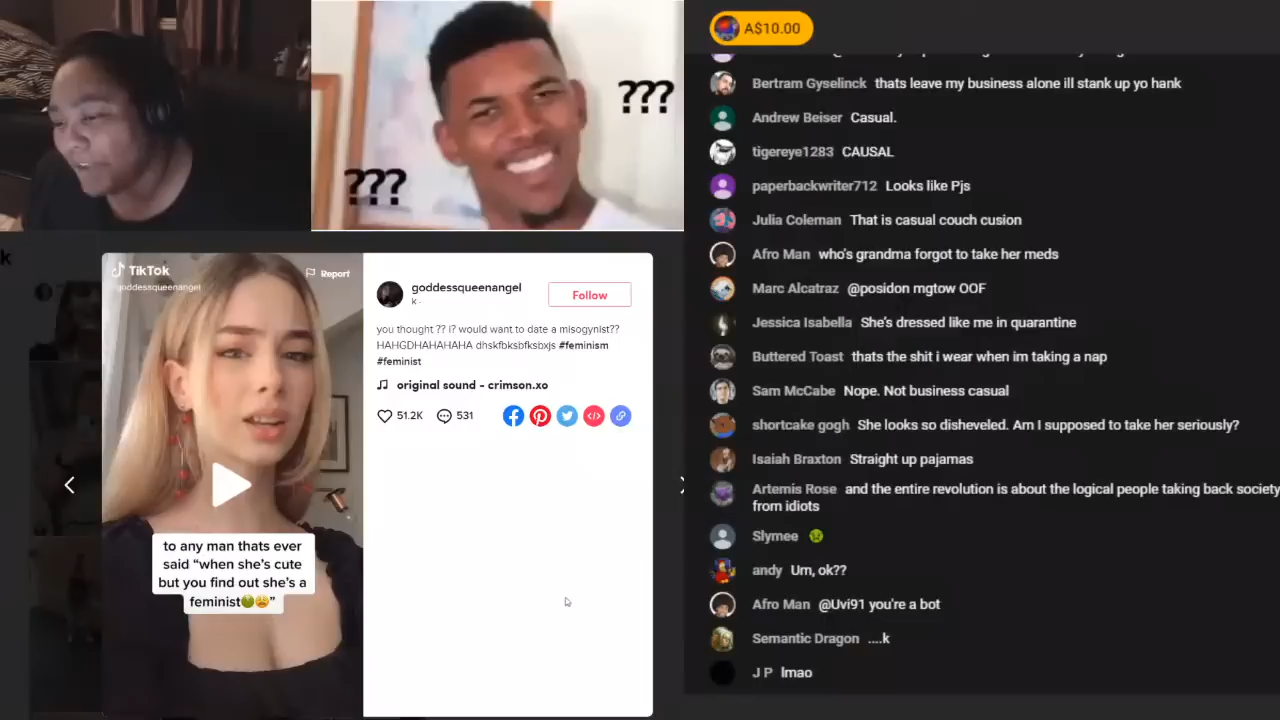 ???
???
k
TikTok
goddessqueenangel
Report
to any man thats ever
said “when she's cute
but you find out she's a
feminist🤢😩”
goddessqueenangel
k ·
Follow
you thought ?? i? would want to date a misogynist??
HAHGDHAHAHAHA dhskfbksbfksbxjs #feminism
#feminist
original sound - crimson.xo
51.2K
531
A$10.00
Bertram Gyselinck thats leave my business alone ill stank up yo hank
Andrew Beiser Casual.
tigereye1283 CAUSAL
paperbackwriter712 Looks like Pjs
Julia Coleman That is casual couch cusion
Afro Man who's grandma forgot to take her meds
Marc Alcatraz @posidon mgtow OOF
Jessica Isabella She's dressed like me in quarantine
Buttered Toast thats the shit i wear when im taking a nap
Sam McCabe Nope. Not business casual
shortcake gogh She looks so disheveled. Am I supposed to take her seriously?
Isaiah Braxton Straight up pajamas
Artemis Rose and the entire revolution is about the logical people taking back society
from idiots
Slymee 🤢
andy Um, ok??
Afro Man @Uvi91 you're a bot
Semantic Dragon ....k
J P lmao